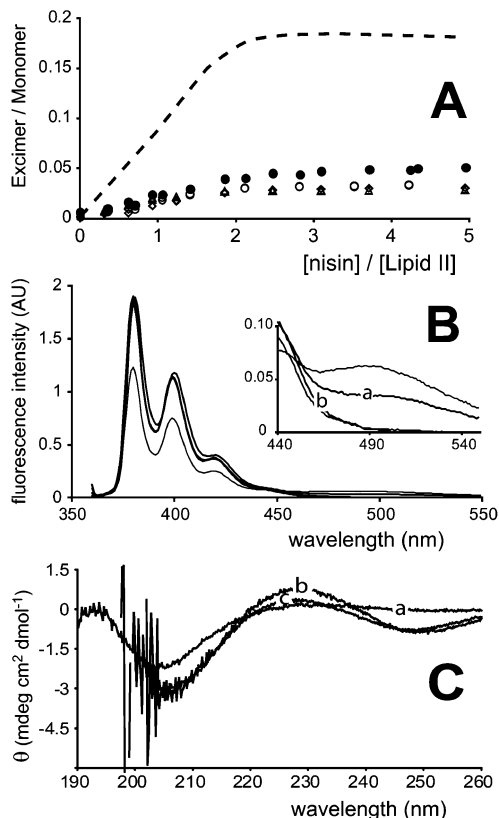 0.2
0.15
0.1
0.05
0
Excimer / Monomer
A
0 1 2 3 4 5
[nisin] / [Lipid II]
2
1.5
1
0.5
0
fluorescence intensity (AU)
B
0.10
0.05
0
a
b
440 490 540
350 400 450 500 550
wavelength (nm)
1.5
0
-1.5
-3
-4.5
θ (mdeg cm² dmol⁻¹)
b
c
a
C
190 200 210 220 230 240 250 260
wavelength (nm)